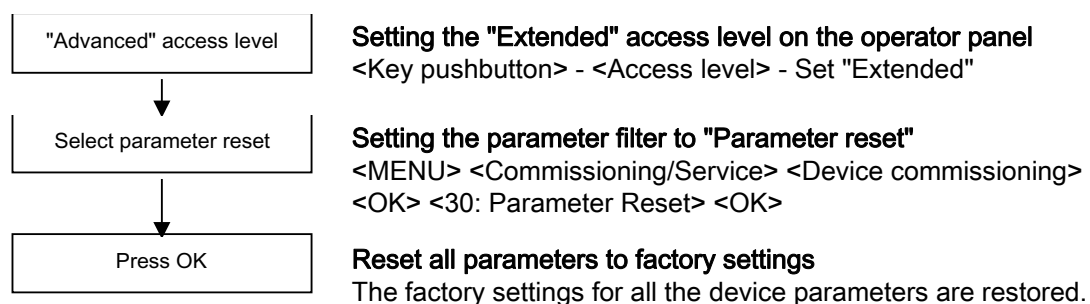 "Advanced" access level
Setting the "Extended" access level on the operator panel
<Key pushbutton> - <Access level> - Set "Extended"
Select parameter reset
Setting the parameter filter to "Parameter reset"
<MENU> <Commissioning/Service> <Device commissioning>
<OK> <30: Parameter Reset> <OK>
Press OK
Reset all parameters to factory settings
The factory settings for all the device parameters are restored.